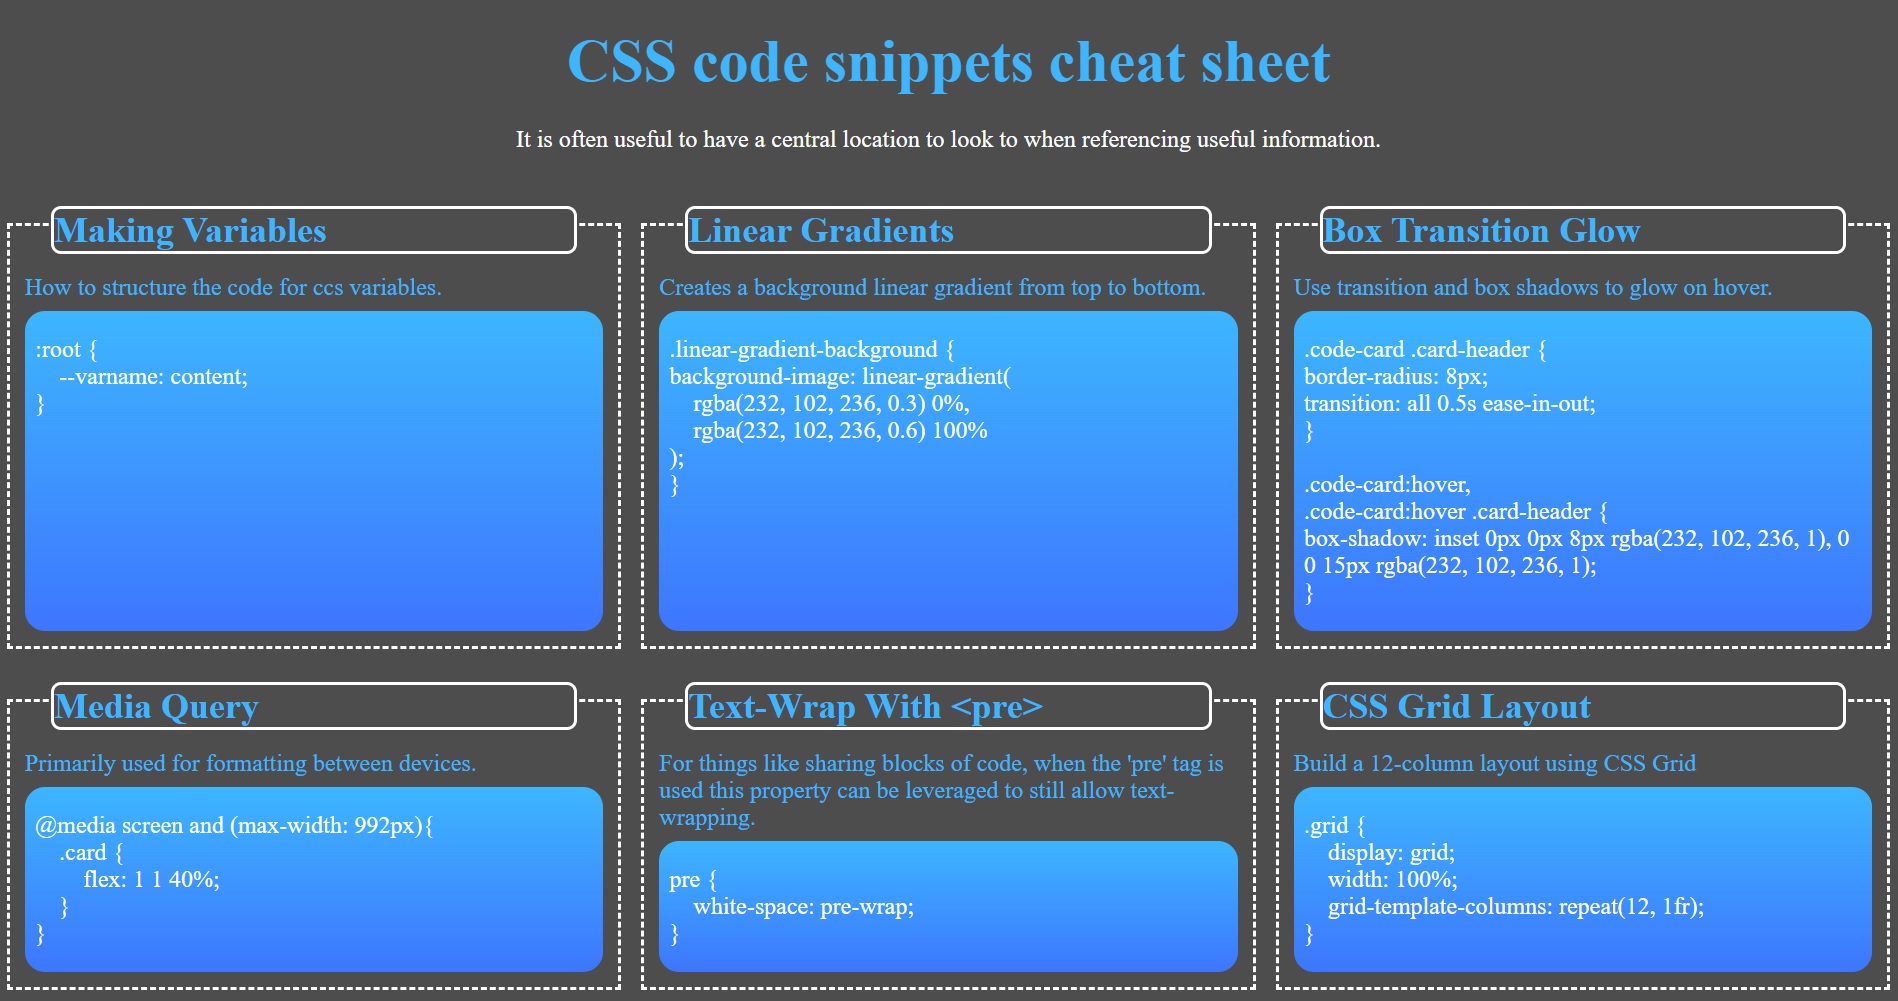 CSS code snippets cheat sheet
It is often useful to have a central location to look to when referencing useful information.
Making Variables
How to structure the code for ccs variables.
:root {
    --varname: content;
}
Linear Gradients
Creates a background linear gradient from top to bottom.
.linear-gradient-background {
background-image: linear-gradient(
    rgba(232, 102, 236, 0.3) 0%,
    rgba(232, 102, 236, 0.6) 100%
);
}
Box Transition Glow
Use transition and box shadows to glow on hover.
.code-card .card-header {
border-radius: 8px;
transition: all 0.5s ease-in-out;
}
.code-card:hover,
.code-card:hover .card-header {
box-shadow: inset 0px 0px 8px rgba(232, 102, 236, 1), 0
0 15px rgba(232, 102, 236, 1);
}
Media Query
Primarily used for formatting between devices.
@media screen and (max-width: 992px){
    .card {
        flex: 1 1 40%;
    }
}
Text-Wrap With <pre>
For things like sharing blocks of code, when the 'pre' tag is
used this property can be leveraged to still allow text-
wrapping.
pre {
    white-space: pre-wrap;
}
CSS Grid Layout
Build a 12-column layout using CSS Grid
.grid {
    display: grid;
    width: 100%;
    grid-template-columns: repeat(12, 1fr);
}